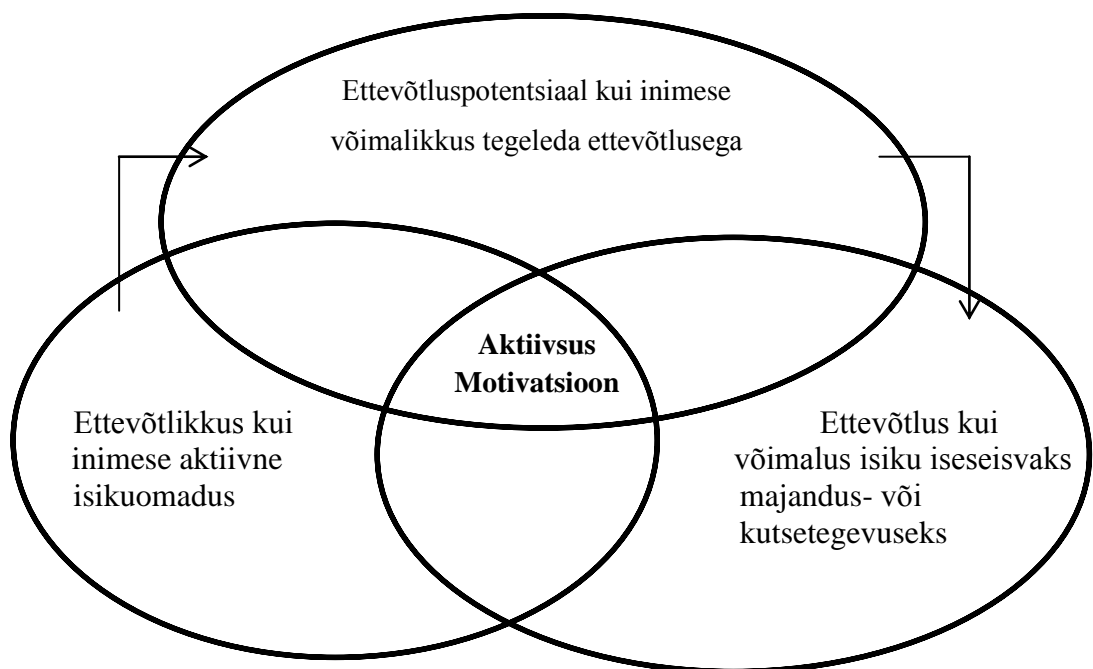 Ettevõtluspotentsiaal kui inimese
võimalikkus tegeleda ettevõtlusega
Aktiivsus
Motivatsioon
Ettevõtlikkus kui
inimese aktiivne
isikuomadus
Ettevõtlus kui
võimalus isiku iseseisvaks
majandus- või
kutsetegevuseks